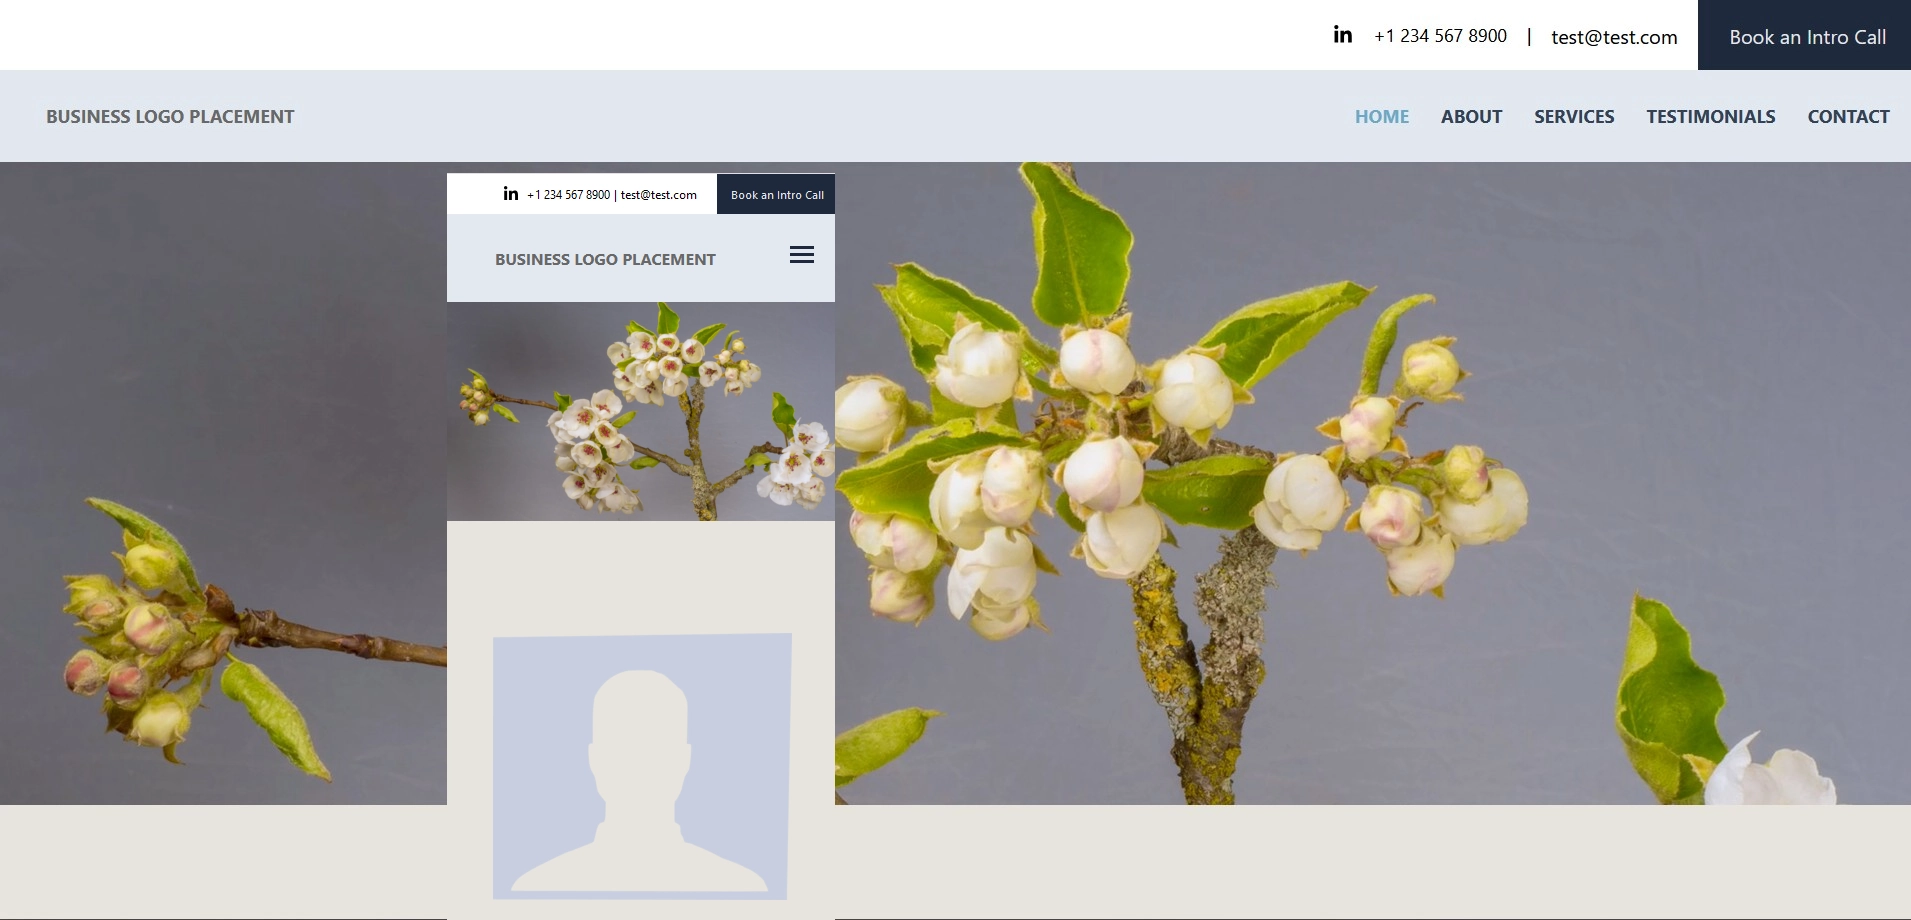 in +1 234 567 8900 | test@test.com Book an Intro Call
BUSINESS LOGO PLACEMENT HOME ABOUT SERVICES TESTIMONIALS CONTACT
in +1 234 567 8900 | test@test.com Book an Intro Call
BUSINESS LOGO PLACEMENT